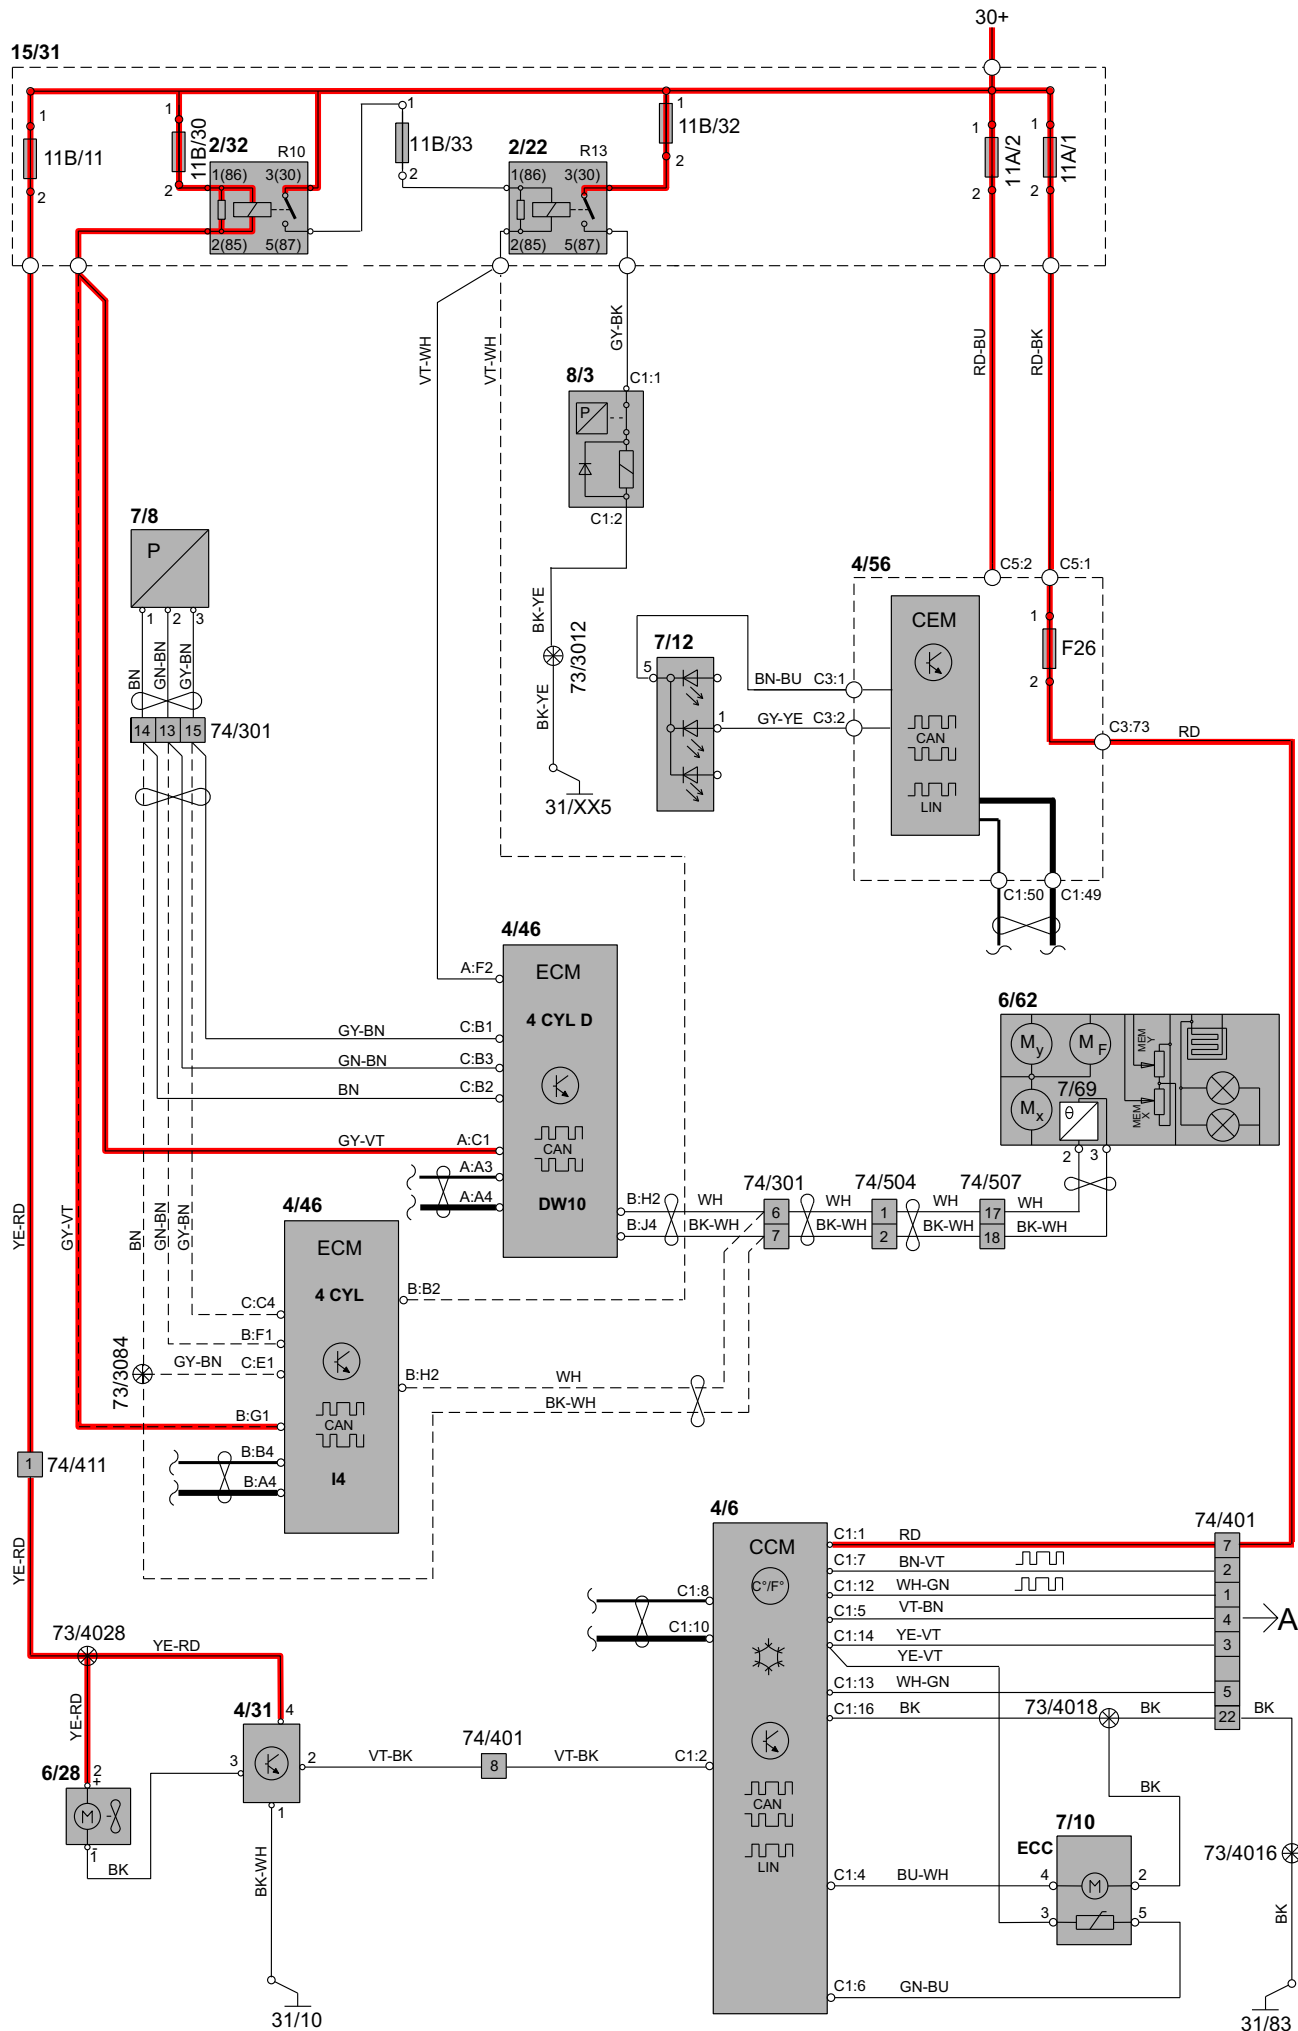 30+
15/31
1
11B/11
2
1
11B/30
2
2/32
R10
1(86)
3(30)
2(85)
5(87)
1
11B/33
2
2/22
R13
1(86)
3(30)
2(85)
5(87)
1
11B/32
2
1
11A/2
2
1
11A/1
2
VT-WH
VT-WH
GY-BK
RD-BU
RD-BK
8/3
C1:1
P
C1:2
7/8
P
1
2
3
BN
GN-BN
GY-BN
14
13
15
74/301
BK-YE
73/3012
BK-YE
31/XX5
7/12
5
1
BN-BU
C3:1
GY-YE
C3:2
4/56
C5:2
C5:1
CEM
CAN
LIN
1
F26
2
C3:73
RD
C1:50
C1:49
4/46
ECM
4 CYL D
CAN
DW10
A:F2
GY-BN
C:B1
GN-BN
C:B3
BN
C:B2
GY-VT
A:C1
A:A3
A:A4
B:H2
WH
B:J4
BK-WH
74/301
6
7
WH
BK-WH
74/504
1
2
WH
BK-WH
74/507
17
18
WH
BK-WH
6/62
My
MF
Mx
MEM Y
MEM X
7/69
θ
2
3
YE-RD
GY-VT
BN
GN-BN
GY-BN
4/46
ECM
4 CYL
CAN
I4
B:B2
C:C4
B:F1
GY-BN
C:E1
73/3084
B:H2
WH
BK-WH
B:G1
B:B4
B:A4
1
74/411
YE-RD
4/6
CCM
C°/F°
CAN
LIN
C1:8
C1:10
C1:2
C1:1
RD
C1:7
BN-VT
C1:12
WH-GN
C1:5
VT-BN
C1:14
YE-VT
YE-VT
C1:13
WH-GN
C1:16
BK
74/401
7
2
1
4
3
5
22
A
BK
73/4018
BK
BK
73/4028
YE-RD
YE-RD
4/31
4
3
2
1
VT-BK
74/401
8
VT-BK
6/28
2
+
M
-
1
BK
BK-WH
31/10
7/10
ECC
C1:4
BU-WH
4
M
2
3
5
C1:6
GN-BU
73/4016
BK
31/83